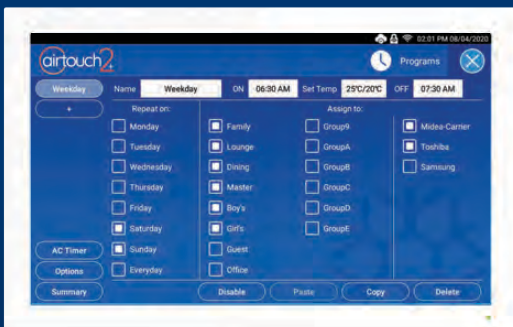 02:01 PM 08/04/2020
airtouch 2+
Programs
Weekday Name Weekday ON 06:30 AM Set Temp 25°C/20°C OFF 07:30 AM
+ Repeat on: Assign to:
Monday Family Group9 Midea-Carrier
Tuesday Lounge GroupA Toshiba
Wednesday Dining GroupB Samsung
Thursday Master GroupC
Friday Boy's GroupD
Saturday Girl's GroupE
AC Timer Sunday Guest
Options Everyday Office
Summary Disable Paste Copy Delete